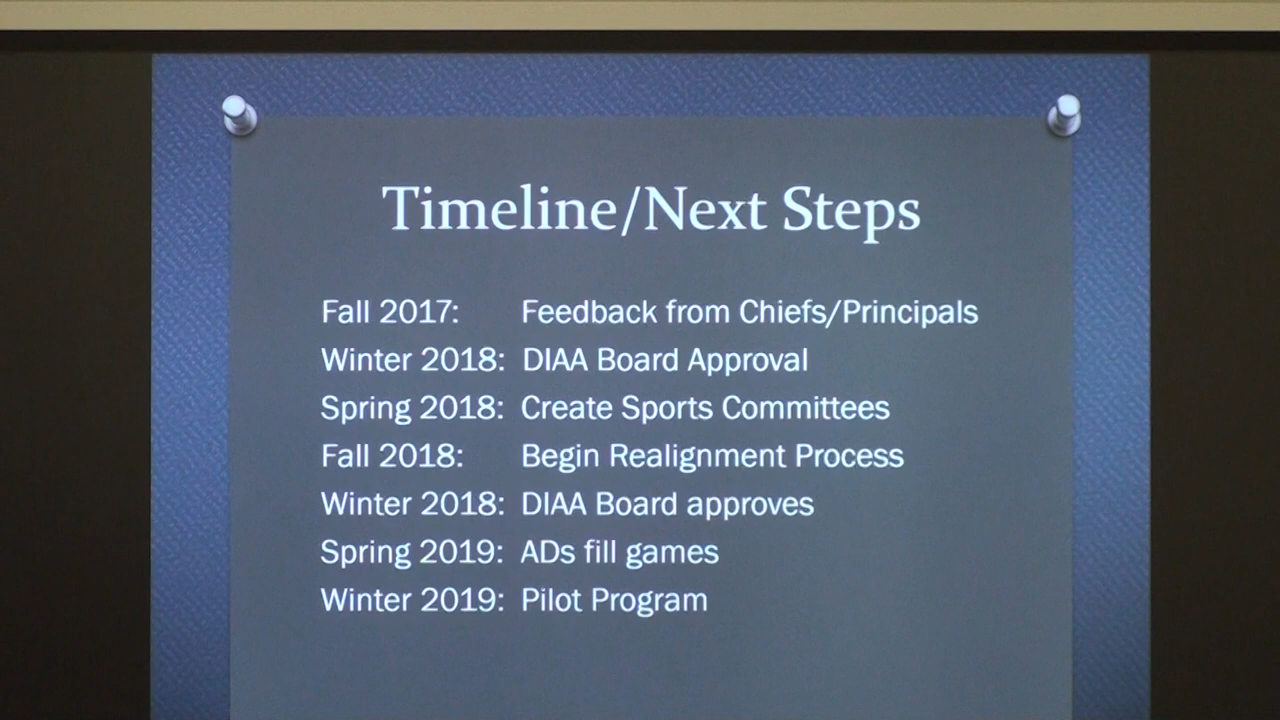 Timeline/Next Steps
Fall 2017: Feedback from Chiefs/Principals
Winter 2018: DIAA Board Approval
Spring 2018: Create Sports Committees
Fall 2018: Begin Realignment Process
Winter 2018: DIAA Board approves
Spring 2019: ADs fill games
Winter 2019: Pilot Program